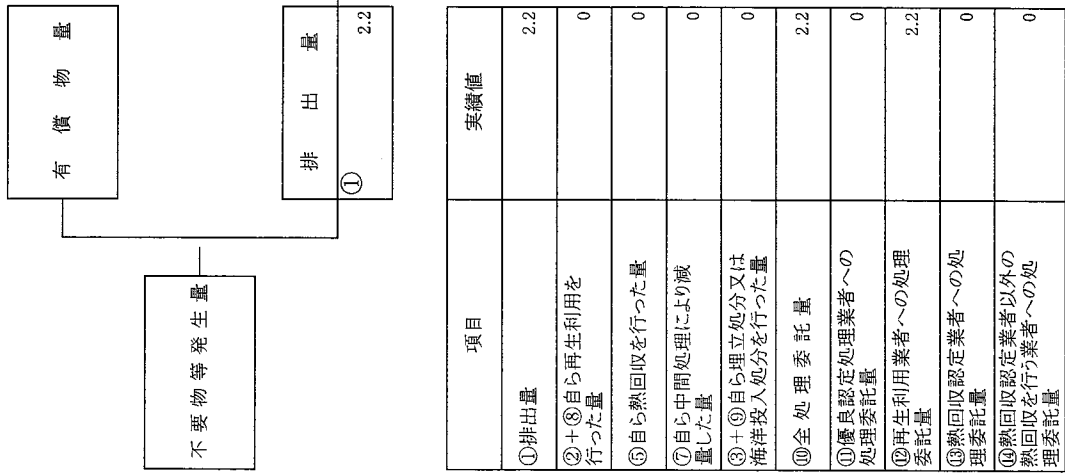 有 償 物 量
不 要 物 等 発 生 量
排 出 量
①
2.2
項目
実績値
①排出量
2.2
②+⑧自ら再生利用を
行った量
0
⑤自ら熱回収を行った量
0
⑦自ら中間処理により減
量した量
0
③+⑨自ら埋立処分又は
海洋投入処分を行った量
0
⑩全 処 理 委 託 量
2.2
⑪優良認定処理業者への
処理委託量
0
⑫再生利用業者への処理
委託量
2.2
⑬熱回収認定業者への処
理委託量
0
⑭熱回収認定業者以外の
熱回収を行う業者への処
理委託量
0